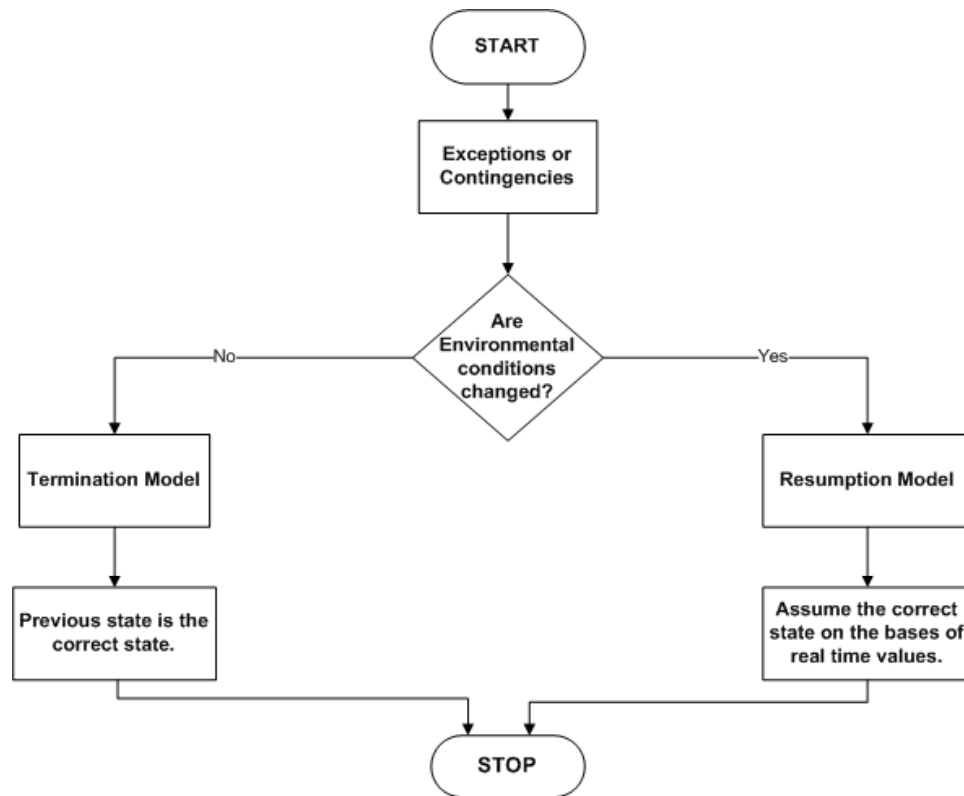 START
Exceptions or
Contingencies
Are
Environmental
conditions
changed?
No
Yes
Termination Model
Resumption Model
Previous state is the
correct state.
Assume the correct
state on the bases of
real time values.
STOP